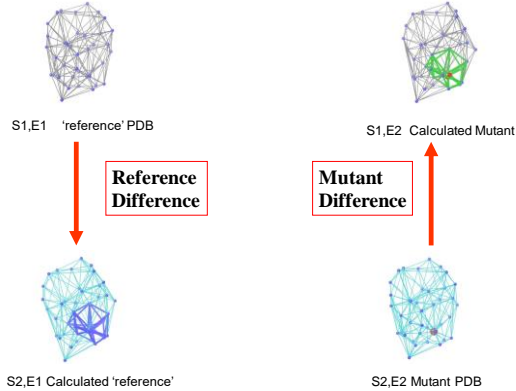 S1,E1 'reference' PDB
S1,E2 Calculated Mutant
Reference
Difference
Mutant
Difference
S2,E1 Calculated 'reference'
S2,E2 Mutant PDB